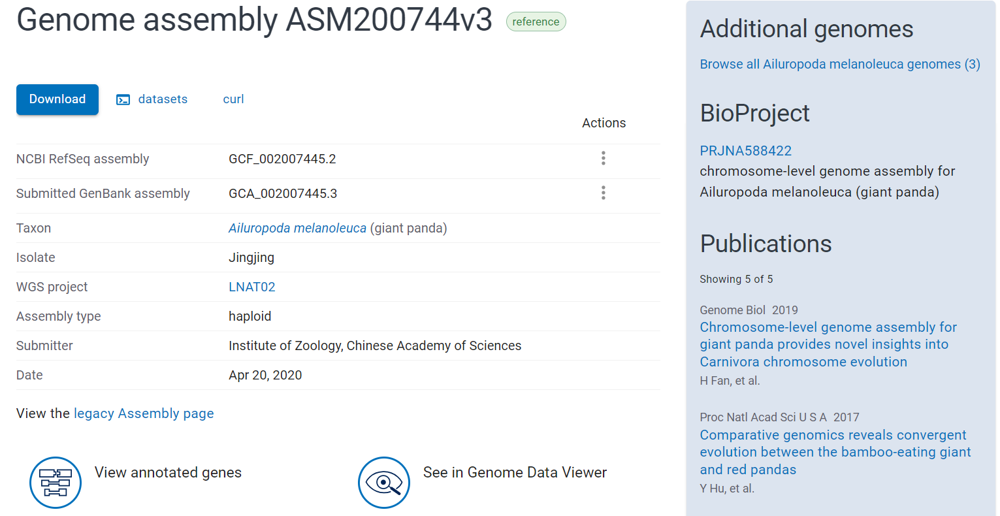 Genome assembly ASM200744v3 reference
Download datasets curl
Actions
NCBI RefSeq assembly GCF_002007445.2
Submitted GenBank assembly GCA_002007445.3
Taxon Ailuropoda melanoleuca (giant panda)
Isolate Jingjing
WGS project LNAT02
Assembly type haploid
Submitter Institute of Zoology, Chinese Academy of Sciences
Date Apr 20, 2020
View the legacy Assembly page
View annotated genes
See in Genome Data Viewer
Additional genomes
Browse all Ailuropoda melanoleuca genomes (3)
BioProject
PRJNA588422
chromosome-level genome assembly for
Ailuropoda melanoleuca (giant panda)
Publications
Showing 5 of 5
Genome Biol 2019
Chromosome-level genome assembly for
giant panda provides novel insights into
Carnivora chromosome evolution
H Fan, et al.
Proc Natl Acad Sci U S A 2017
Comparative genomics reveals convergent
evolution between the bamboo-eating giant
and red pandas
Y Hu, et al.